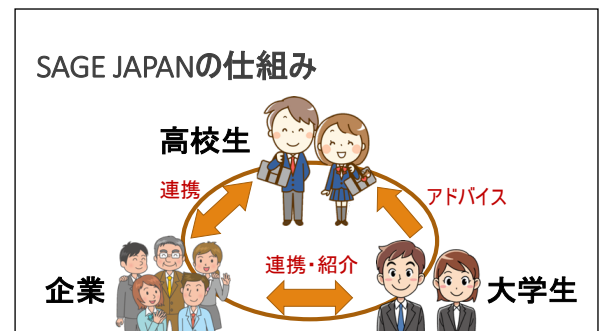 SAGE JAPANの仕組み
高校生
連携
アドバイス
連携・紹介
企業
大学生